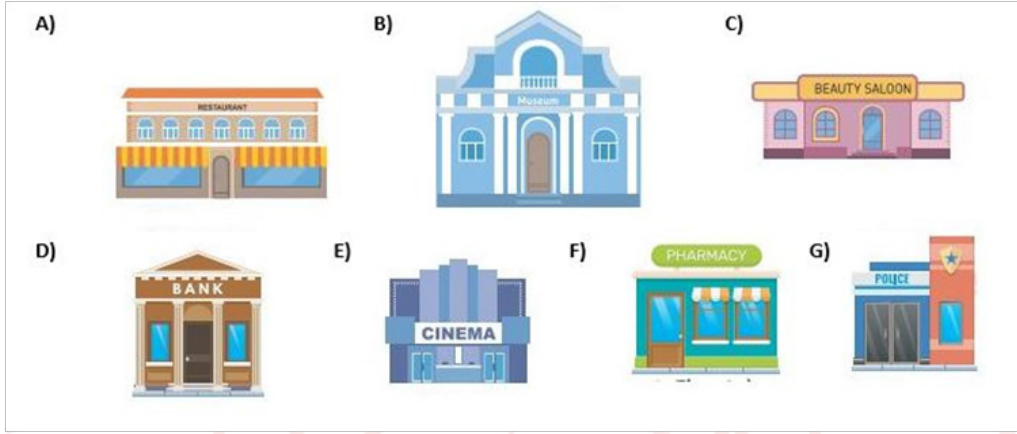 A)
RESTAURANT
B)
Museum
C)
BEAUTY SALOON
D)
BANK
E)
CINEMA
F)
PHARMACY
G)
POLICE